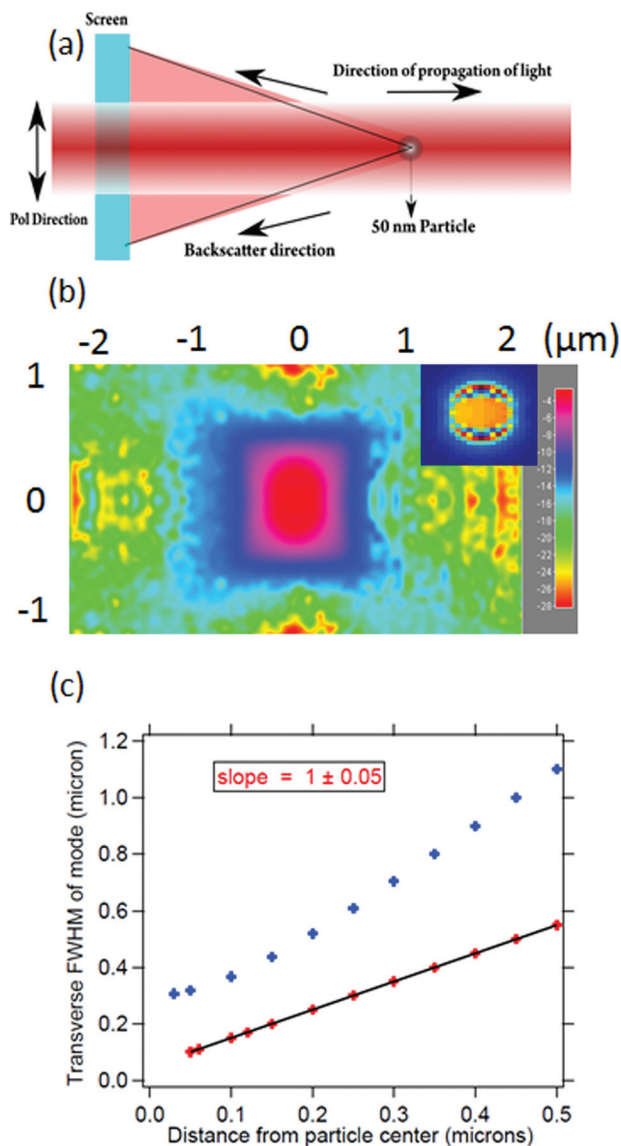 Screen
(a)
Direction of propagation of light
Pol Direction
50 nm Particle
Backscatter direction
(b)
-2 -1 0 1 2 (μm)
1
0
-1
-4
-6
-8
-10
-12
-14
-16
-18
-20
-22
-24
-26
-28
(c)
Transverse FWHM of mode (micron)
1.2
1.0
0.8
0.6
0.4
0.2
0.0
slope = 1 ± 0.05
0.0 0.1 0.2 0.3 0.4 0.5
Distance from particle center (microns)